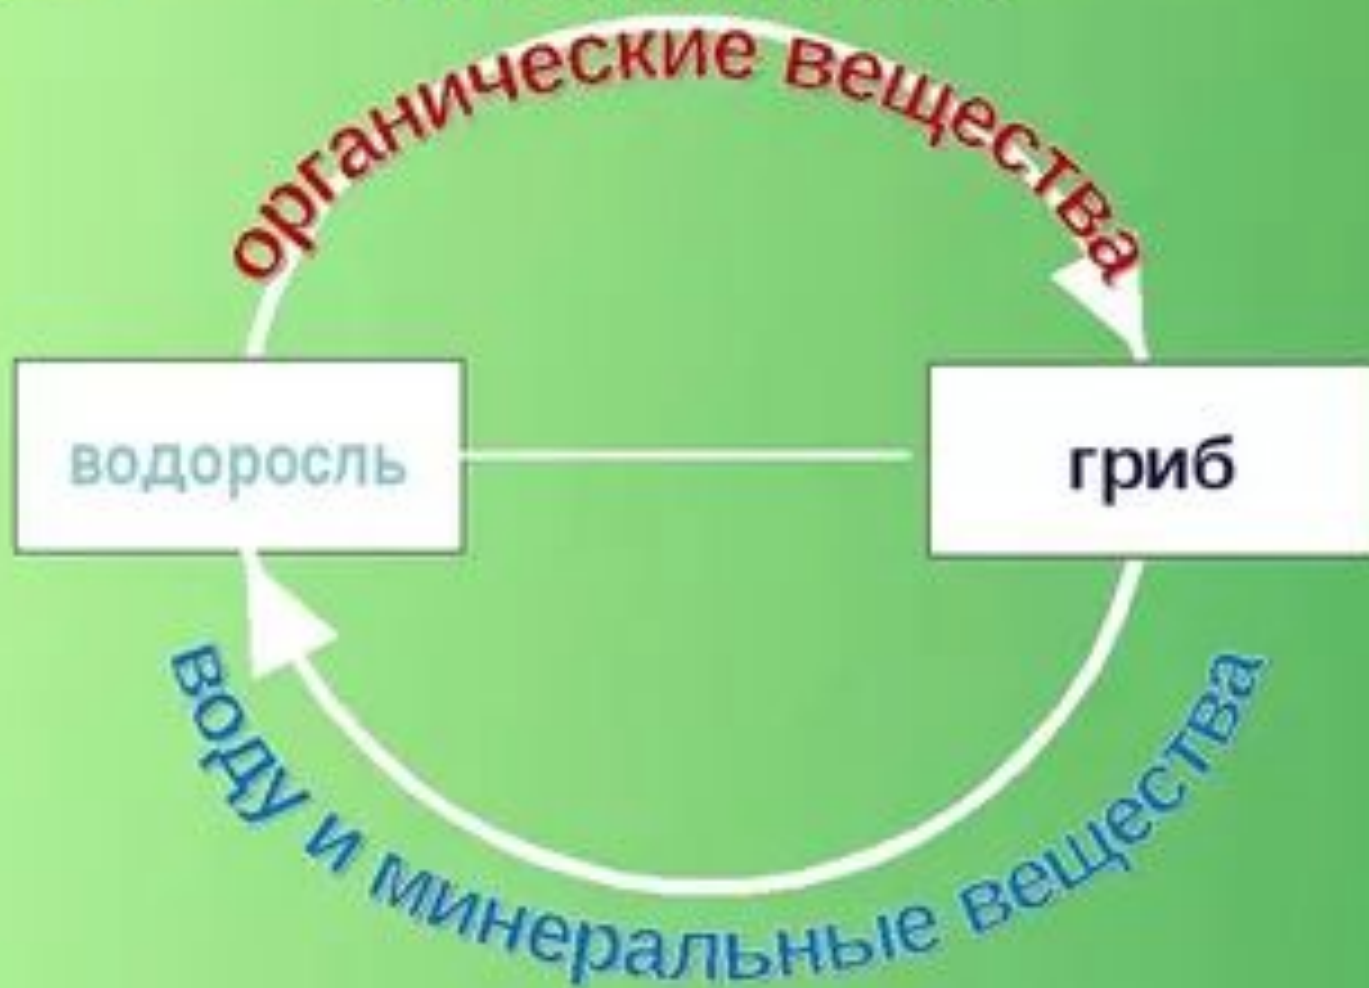 органические вещества
водоросль
гриб
воду и минеральные вещества